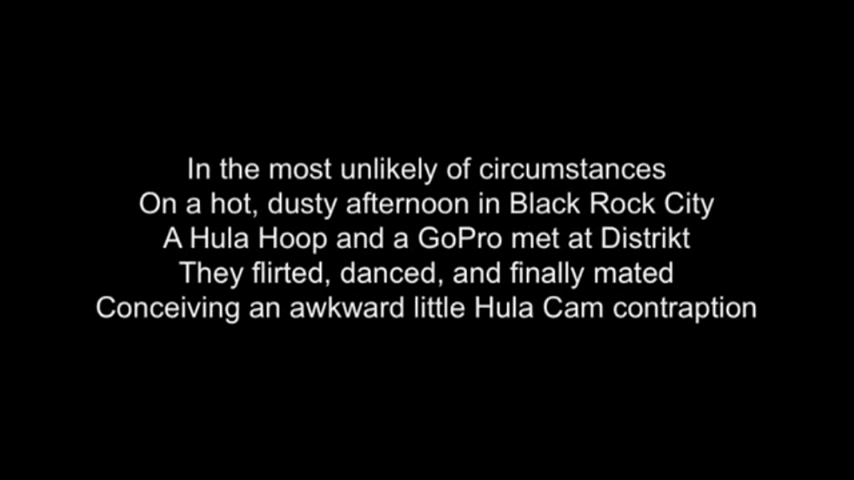 In the most unlikely of circumstances
On a hot, dusty afternoon in Black Rock City
A Hula Hoop and a GoPro met at Distrikt
They flirted, danced, and finally mated
Conceiving an awkward little Hula Cam contraption